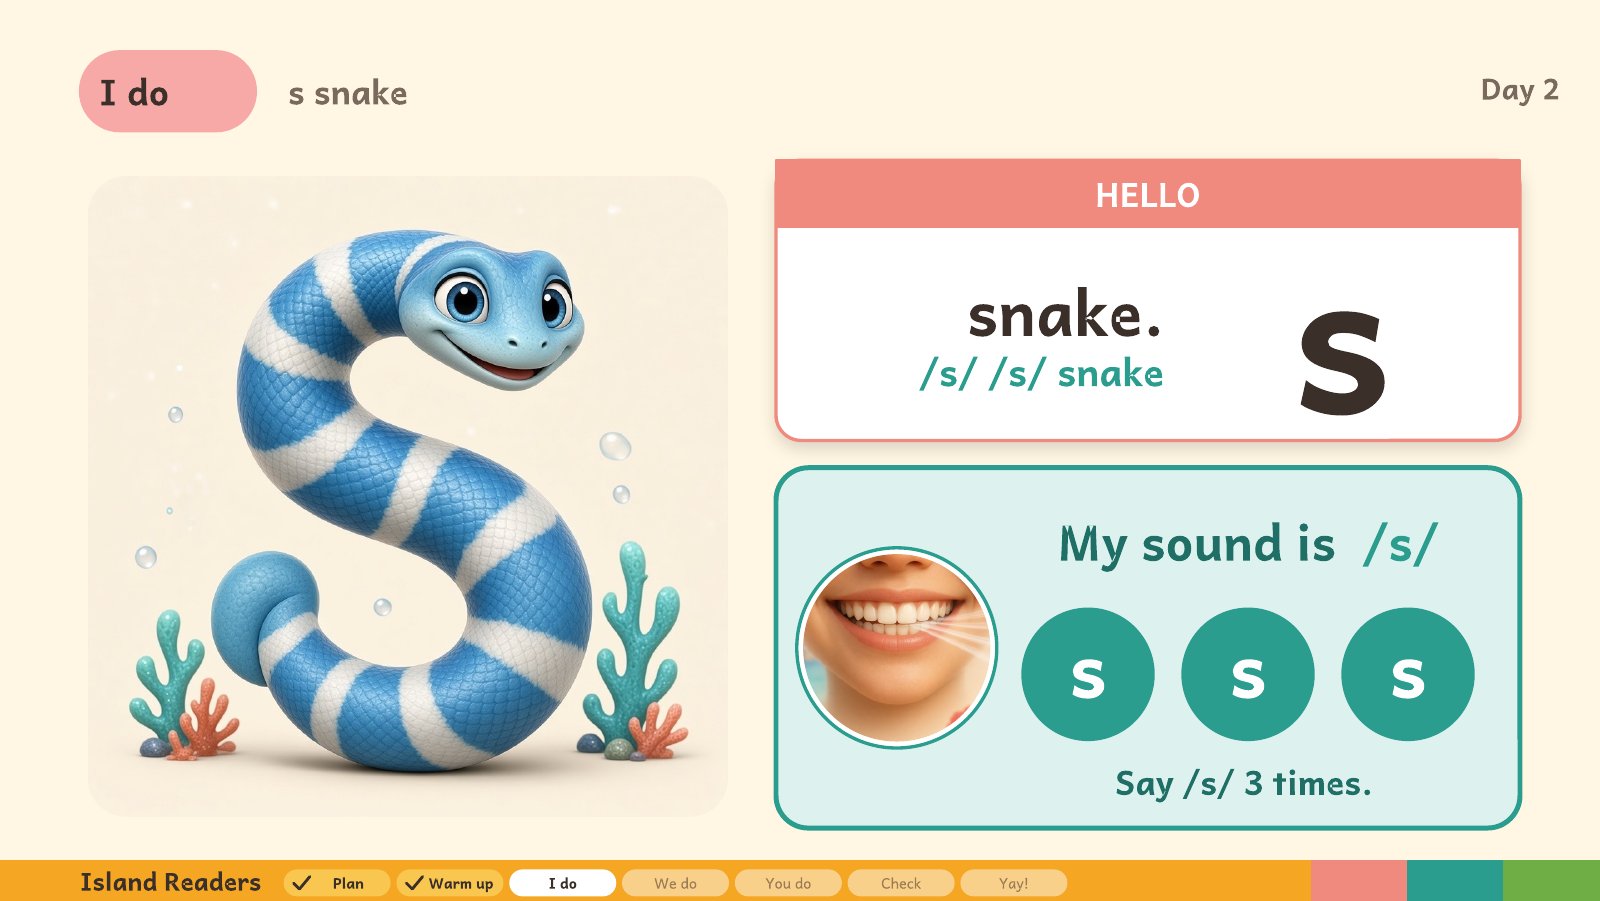 I do
s snake
Day 2
HELLO
snake.
/s/ /s/ snake
s
My sound is /s/
s s s
Say /s/ 3 times.
Island Readers
Plan
Warm up
I do
We do
You do
Check
Yay!